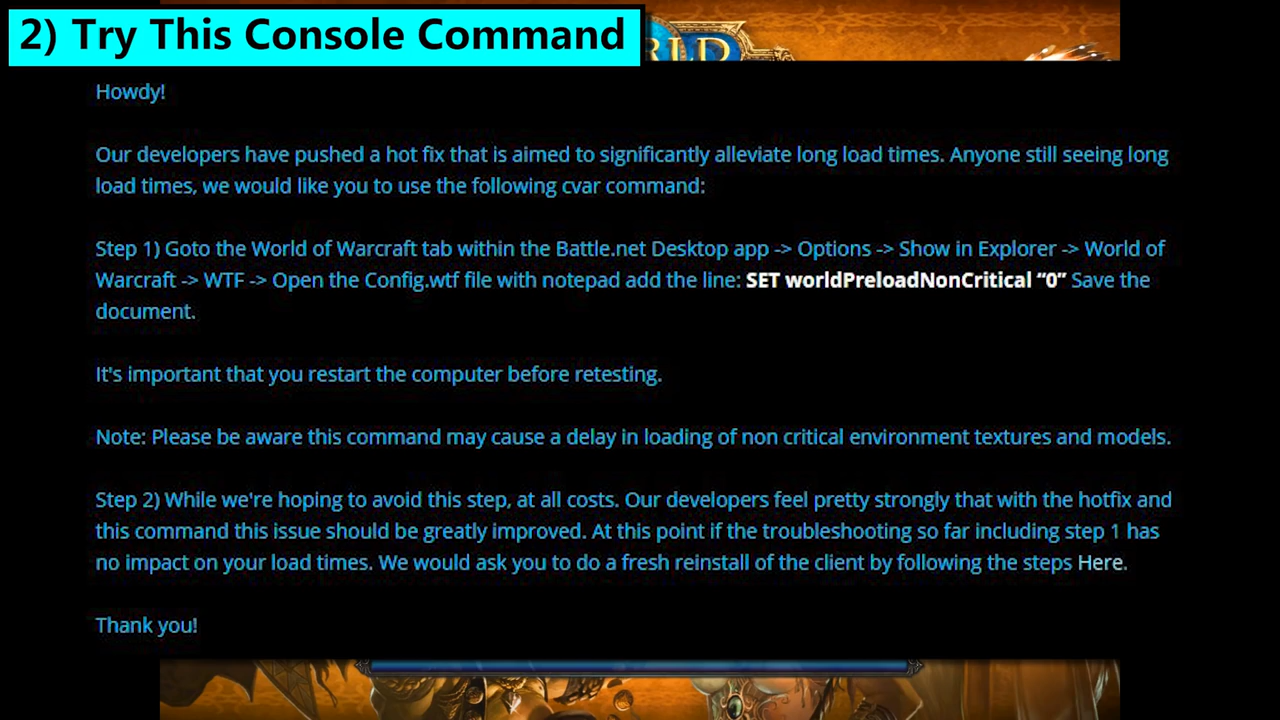 2) Try This Console Command
RLD
Howdy!
Our developers have pushed a hot fix that is aimed to significantly alleviate long load times. Anyone still seeing long
load times, we would like you to use the following cvar command:
Step 1) Goto the World of Warcraft tab within the Battle.net Desktop app -> Options -> Show in Explorer -> World of
Warcraft -> WTF -> Open the Config.wtf file with notepad add the line: SET worldPreloadNonCritical “0” Save the
document.
It's important that you restart the computer before retesting.
Note: Please be aware this command may cause a delay in loading of non critical environment textures and models.
Step 2) While we're hoping to avoid this step, at all costs. Our developers feel pretty strongly that with the hotfix and
this command this issue should be greatly improved. At this point if the troubleshooting so far including step 1 has
no impact on your load times. We would ask you to do a fresh reinstall of the client by following the steps Here.
Thank you!